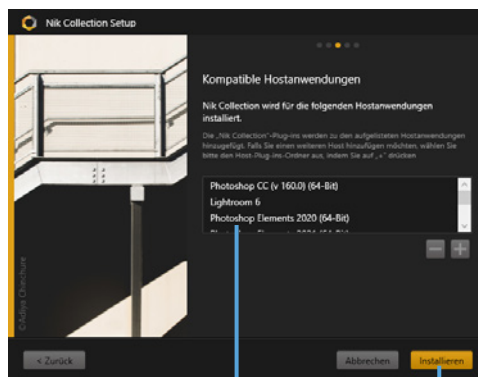 Nik Collection Setup
Kompatible Hostanwendungen
Nik Collection wird für die folgenden Hostanwendungen
installiert.
Die „Nik Collection"-Plug-ins werden zu den aufgelisteten Hostanwendungen
hinzugefügt. Falls Sie einen weiteren Host hinzufügen möchten, wählen Sie
bitte den Host-Plug-ins-Ordner aus, indem Sie auf „+" drücken
Photoshop CC (v 160.0) (64-Bit)
Lightroom 6
Photoshop Elements 2020 (64-Bit)
©Adiya Chinchure
< Zurück
Abbrechen
Installieren